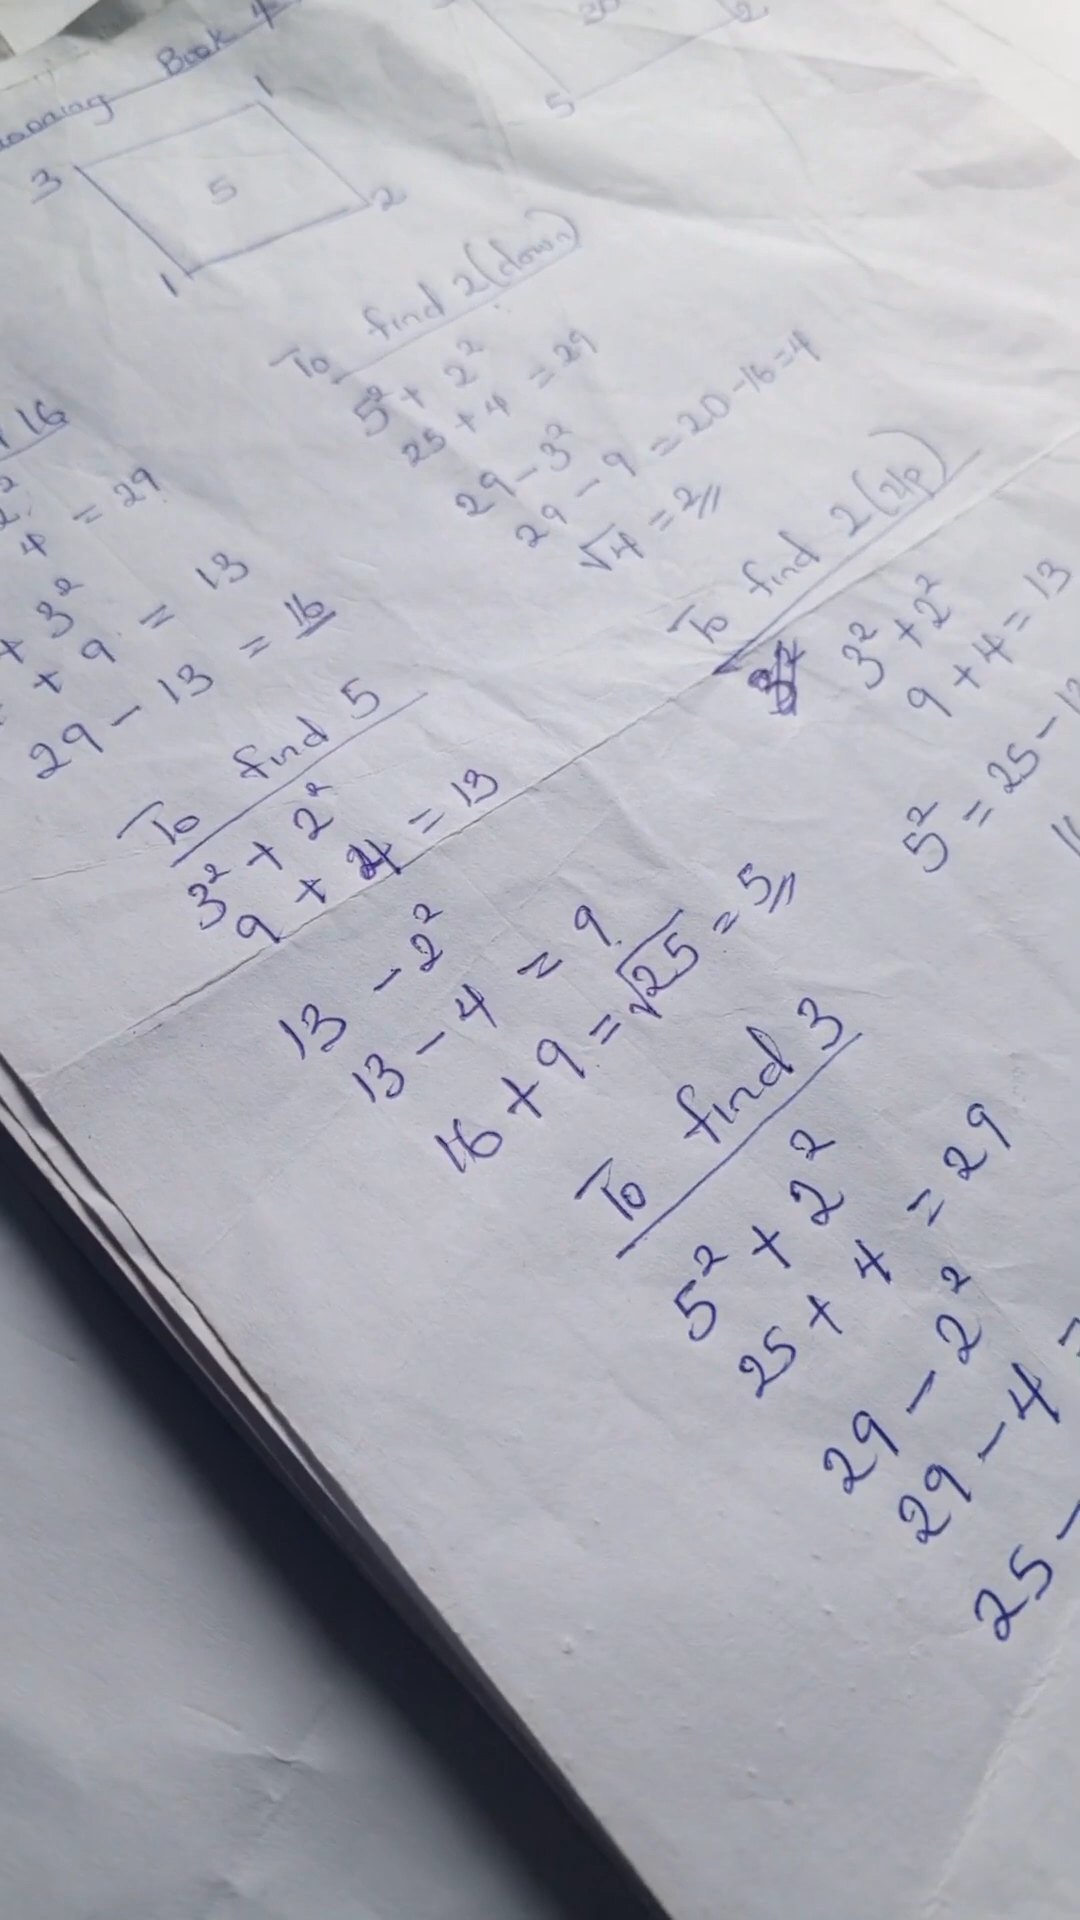 Book 4
1
3
5
2
1
5
2
To find 2 (down)
5² + 2²
25 + 4 = 29
29 - 3²
29 - 9 = 20 - 16 = 4
√4 = 2
16
4 = 29
+ 3²
+ 9 = 13
29 - 13 = 16
To find 5
3² + 2²
9 + 4 = 13
13 - 2²
13 - 4 = 9
16 + 9 = √25 = 5
To find 2 (up)
3² + 2²
9 + 4 = 13
5² = 25 -
To find 3
5² + 2²
25 + 4 = 29
29 - 2²
29 - 4
25 -